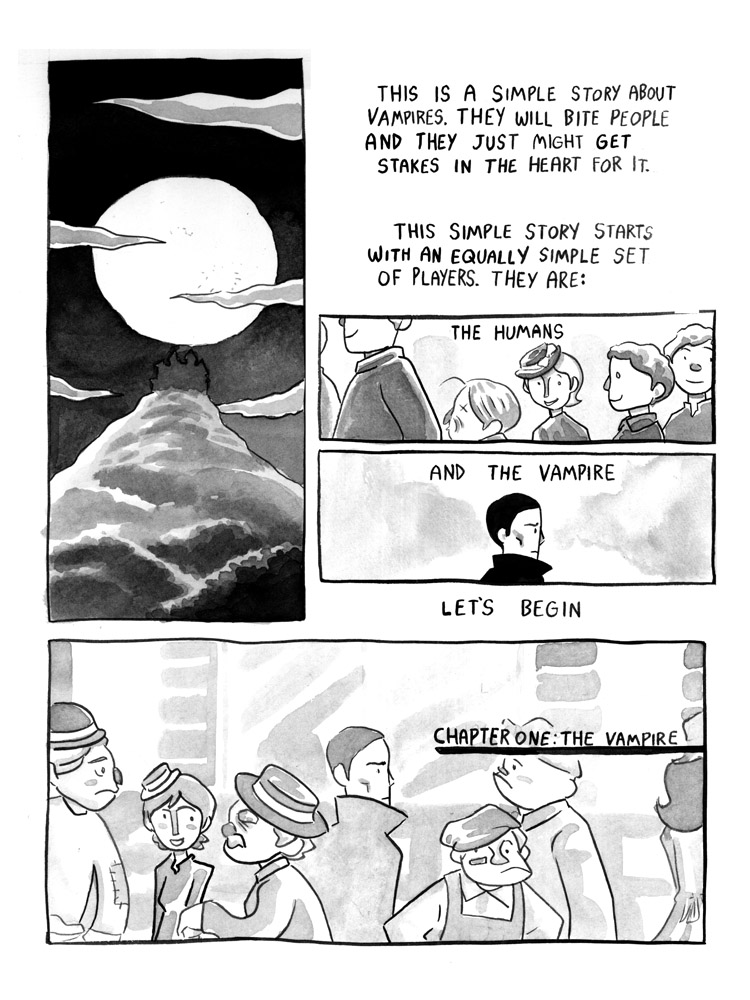 THIS IS A SIMPLE STORY ABOUT
VAMPIRES. THEY WILL BITE PEOPLE
AND THEY JUST MIGHT GET
STAKES IN THE HEART FOR IT.
THIS SIMPLE STORY STARTS
WITH AN EQUALLY SIMPLE SET
OF PLAYERS. THEY ARE:
THE HUMANS
AND THE VAMPIRE
LET'S BEGIN
CHAPTER ONE: THE VAMPIRE